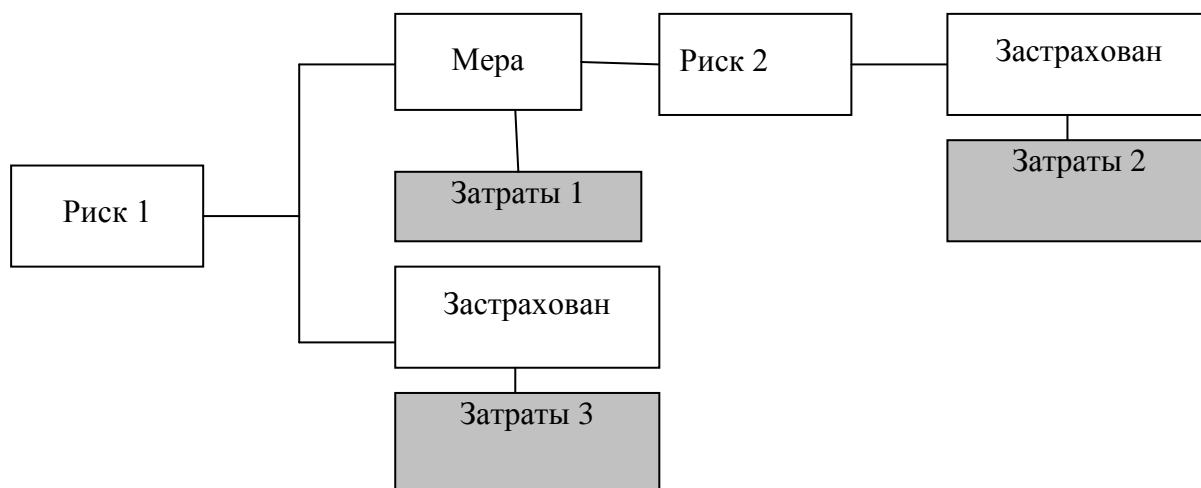 Мера
Риск 2
Застрахован
Затраты 1
Затраты 2
Риск 1
Застрахован
Затраты 3